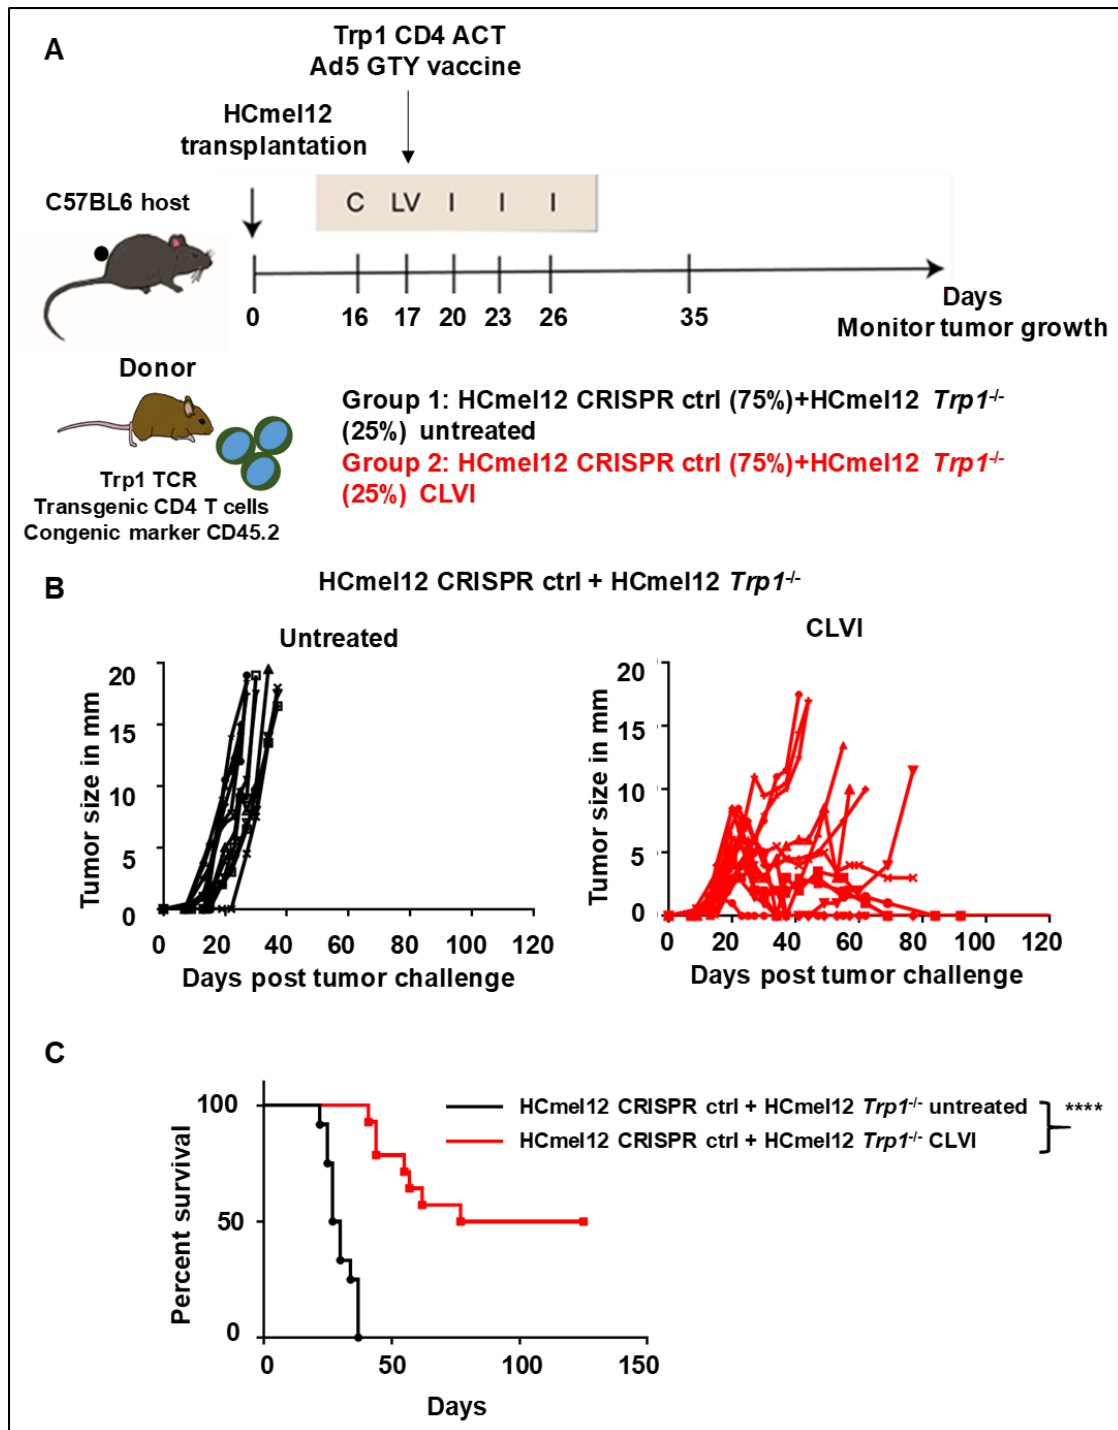 A
Trp1 CD4 ACT
Ad5 GTY vaccine
HCmel12
transplantation
C57BL6 host
C LV I I I
0 16 17 20 23 26 35
Days
Monitor tumor growth
Donor
Trp1 TCR
Transgenic CD4 T cells
Congenic marker CD45.2
Group 1: HCmel12 CRISPR ctrl (75%)+HCmel12 Trp1-/-
(25%) untreated
Group 2: HCmel12 CRISPR ctrl (75%)+HCmel12 Trp1-/-
(25%) CLVI
B
HCmel12 CRISPR ctrl + HCmel12 Trp1-/-
Untreated
Tumor size in mm
20
15
10
5
0
0 20 40 60 80 100 120
Days post tumor challenge
CLVI
Tumor size in mm
20
15
10
5
0
0 20 40 60 80 100 120
Days post tumor challenge
C
Percent survival
100
50
0
0 50 100 150
Days
HCmel12 CRISPR ctrl + HCmel12 Trp1-/- untreated
HCmel12 CRISPR ctrl + HCmel12 Trp1-/- CLVI
****